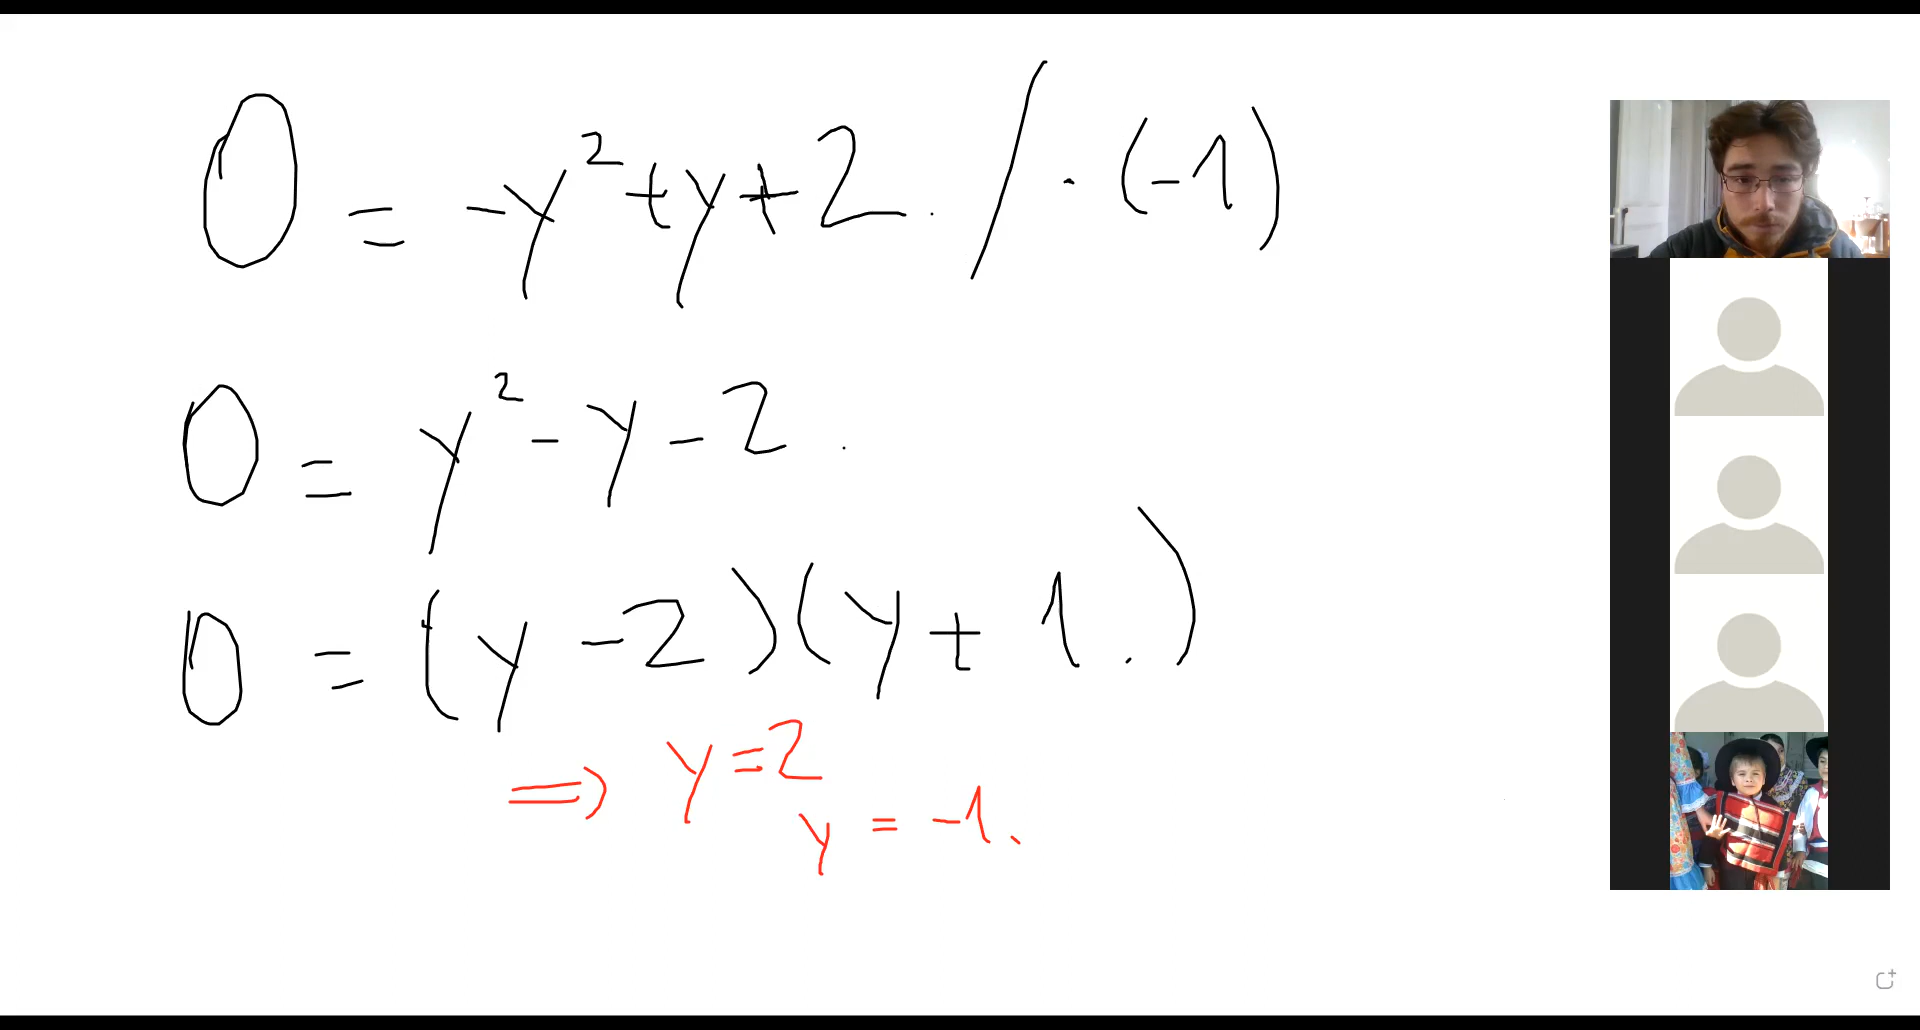 0 = -y² + y + 2. / · (-1)
0 = y² - y - 2.
0 = (y - 2)(y + 1.)
⇒ y = 2
y = -1.